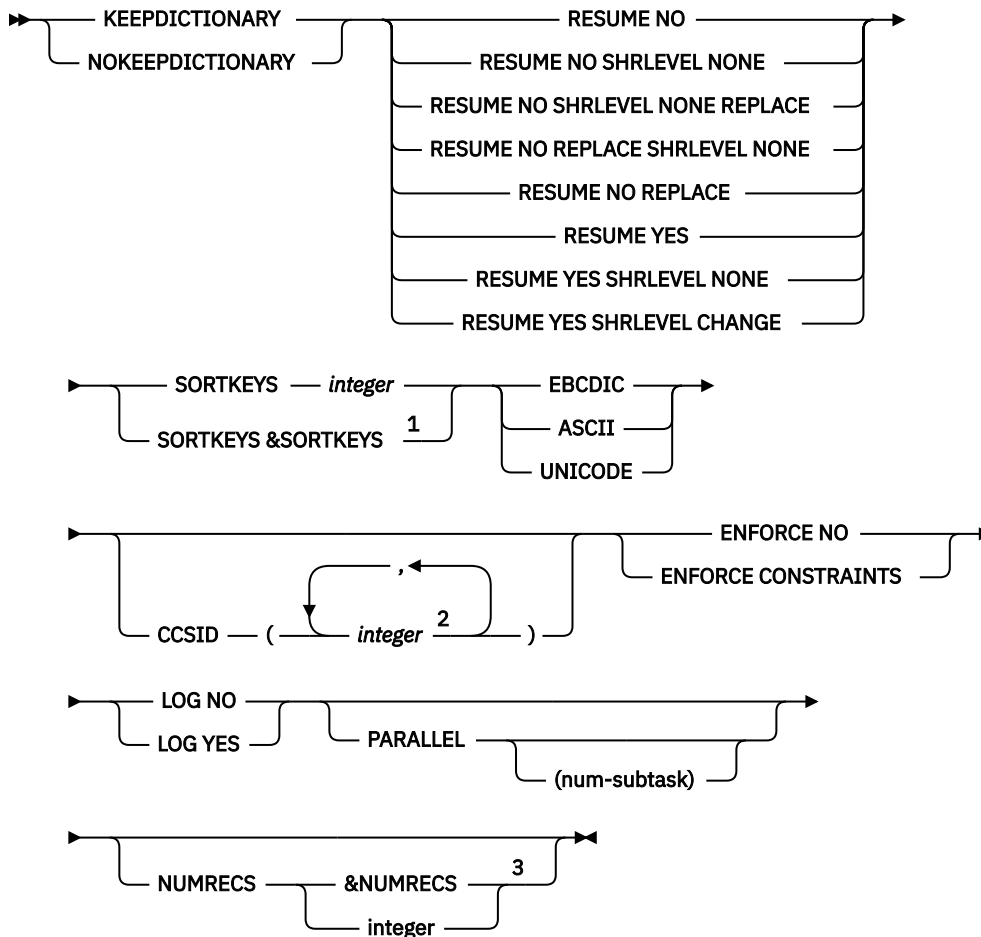 KEEPDICTIONARY
NOKEEPDICTIONARY
RESUME NO
RESUME NO SHRLEVEL NONE
RESUME NO SHRLEVEL NONE REPLACE
RESUME NO REPLACE SHRLEVEL NONE
RESUME NO REPLACE
RESUME YES
RESUME YES SHRLEVEL NONE
RESUME YES SHRLEVEL CHANGE
SORTKEYS integer
SORTKEYS &SORTKEYS 1
EBCDIC
ASCII
UNICODE
,
CCSID ( integer 2 )
ENFORCE NO
ENFORCE CONSTRAINTS
LOG NO
LOG YES
PARALLEL
(num-subtask)
NUMRECS &NUMRECS 3
integer